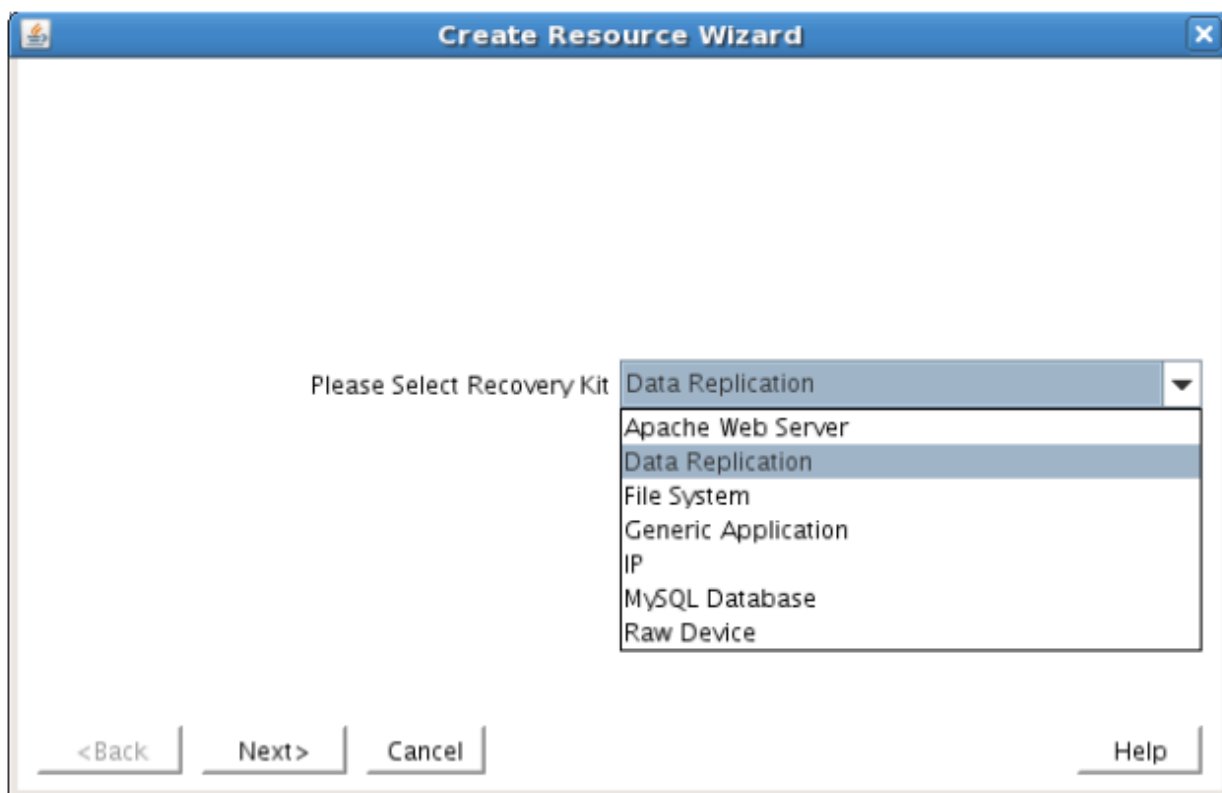 Create Resource Wizard
Please Select Recovery Kit Data Replication
Apache Web Server
Data Replication
File System
Generic Application
IP
MySQL Database
Raw Device
<Back Next> Cancel Help